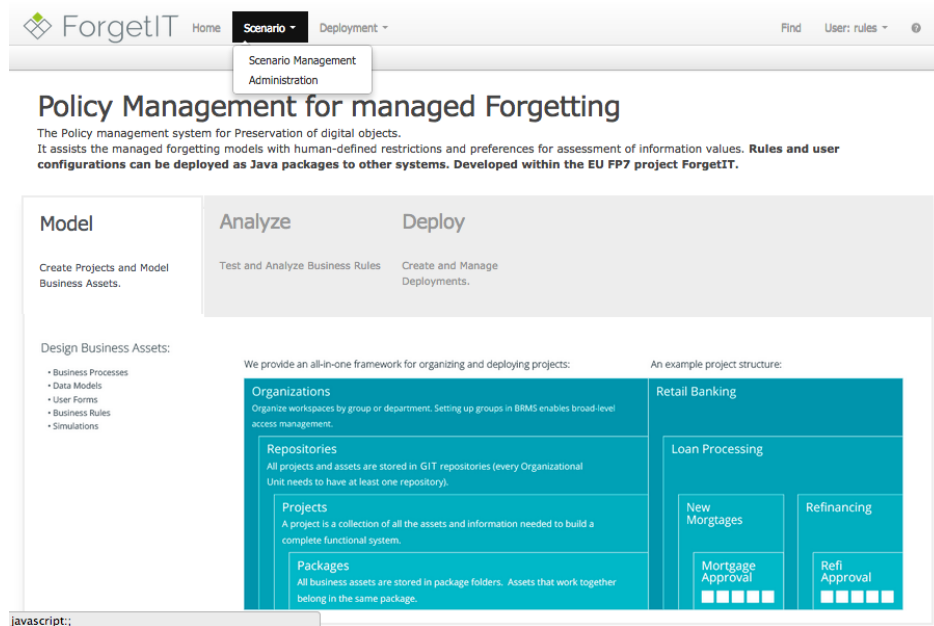 ForgetIT Home Scenario Deployment Find User: rules ?
Scenario Management
Administration
Policy Management for managed Forgetting
The Policy management system for Preservation of digital objects.
It assists the managed forgetting models with human-defined restrictions and preferences for assessment of information values. Rules and user
configurations can be deployed as Java packages to other systems. Developed within the EU FP7 project ForgetIT.
Model
Create Projects and Model
Business Assets.
Analyze
Test and Analyze Business Rules
Deploy
Create and Manage
Deployments.
Design Business Assets:
• Business Processes
• Data Models
• User Forms
• Business Rules
• Simulations
We provide an all-in-one framework for organizing and deploying projects:
Organizations
Organize workspaces by group or department. Setting up groups in BRMS enables broad-level
access management.
Repositories
All projects and assets are stored in GIT repositories (every Organizational
Unit needs to have at least one repository).
Projects
A project is a collection of all the assets and information needed to build a
complete functional system.
Packages
All business assets are stored in package folders. Assets that work together
belong in the same package.
An example project structure:
Retail Banking
Loan Processing
New
Morgtages
Mortgage
Approval
Refinancing
Refi
Approval
javascript:;